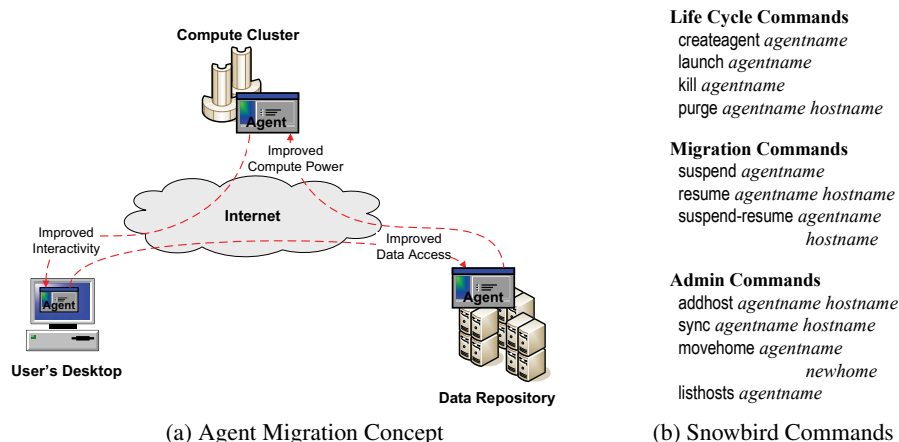 Compute Cluster
Agent
Improved
Compute Power
Internet
Improved
Interactivity
Improved
Data Access
Agent
Agent
User's Desktop
Data Repository
(a) Agent Migration Concept
Life Cycle Commands
createagent agentname
launch agentname
kill agentname
purge agentname hostname
Migration Commands
suspend agentname
resume agentname hostname
suspend-resume agentname
hostname
Admin Commands
addhost agentname hostname
sync agentname hostname
movehome agentname
newhome
listhosts agentname
(b) Snowbird Commands